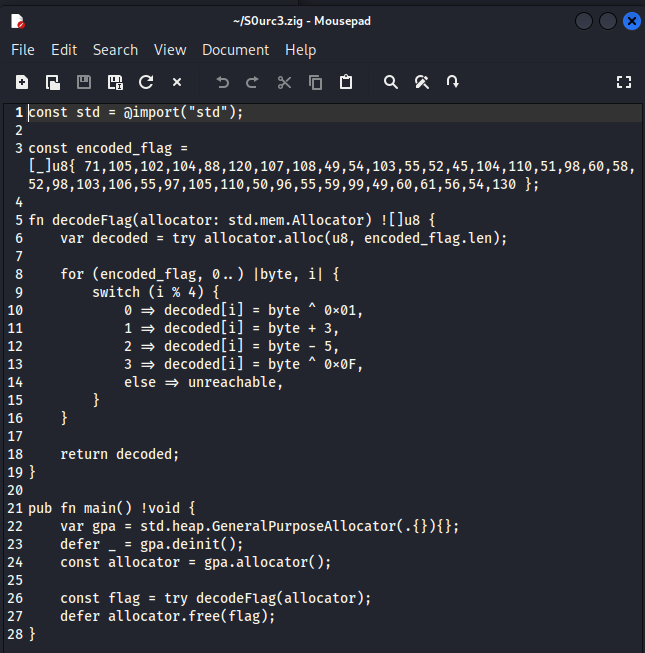 ~/S0urc3.zig - Mousepad
File Edit Search View Document Help
1 const std = @import("std");
2
3 const encoded_flag =
[_]u8{ 71,105,102,104,88,120,107,108,49,54,103,55,52,45,104,110,51,98,60,58,
52,98,103,106,55,97,105,110,50,96,55,59,99,49,60,61,56,54,130 };
4
5 fn decodeFlag(allocator: std.mem.Allocator) ![]u8 {
6     var decoded = try allocator.alloc(u8, encoded_flag.len);
7
8     for (encoded_flag, 0..) |byte, i| {
9         switch (i % 4) {
10             0 => decoded[i] = byte ^ 0x01,
11             1 => decoded[i] = byte + 3,
12             2 => decoded[i] = byte - 5,
13             3 => decoded[i] = byte ^ 0x0F,
14             else => unreachable,
15         }
16     }
17
18     return decoded;
19 }
20
21 pub fn main() !void {
22     var gpa = std.heap.GeneralPurposeAllocator(.{}){};
23     defer _ = gpa.deinit();
24     const allocator = gpa.allocator();
25
26     const flag = try decodeFlag(allocator);
27     defer allocator.free(flag);
28 }